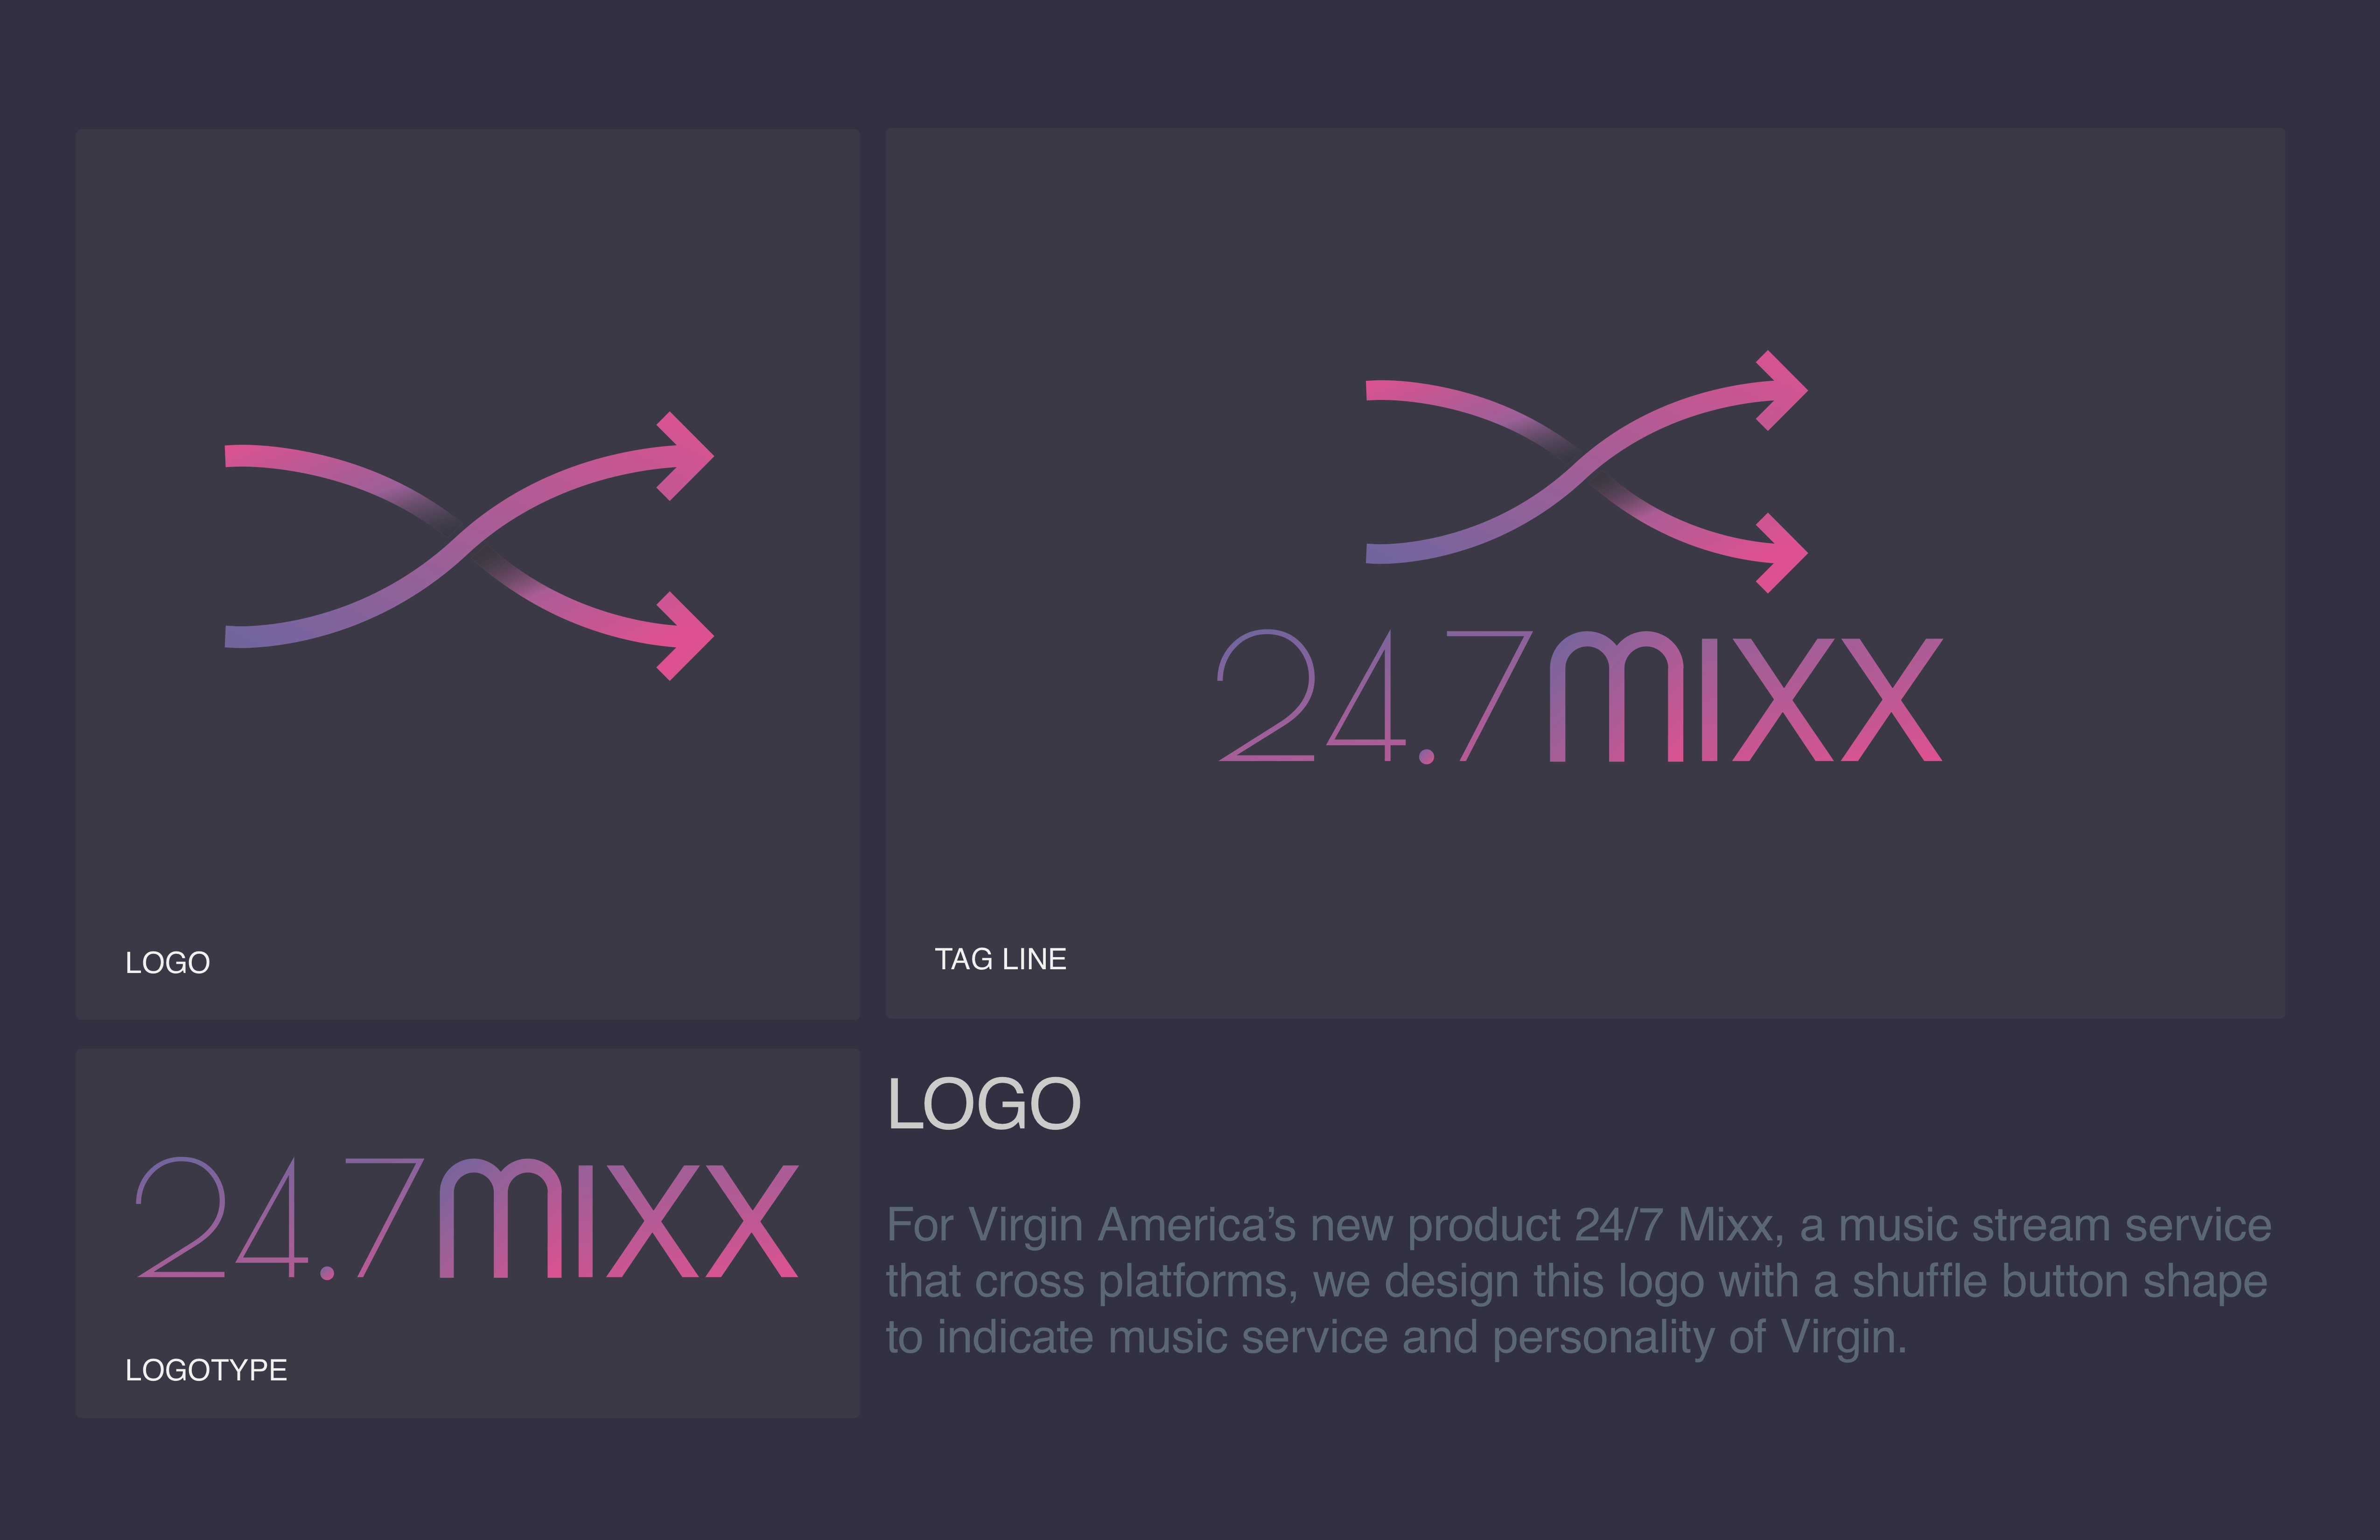 24.7mixx
LOGO
TAG LINE
24.7mixx
LOGOTYPE
LOGO
For Virgin America’s new product 24/7 Mixx, a music stream service
that cross platforms, we design this logo with a shuffle button shape
to indicate music service and personality of Virgin.